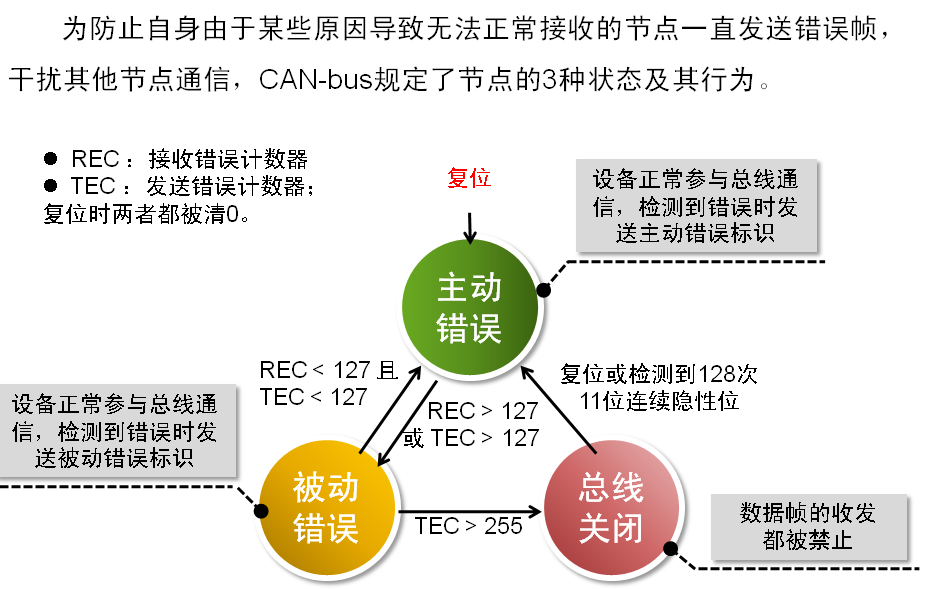 为防止自身由于某些原因导致无法正常接收的节点一直发送错误帧，
干扰其他节点通信，CAN-bus规定了节点的3种状态及其行为。
● REC：接收错误计数器
● TEC：发送错误计数器；
复位时两者都被清0。
复位
设备正常参与总线通
信，检测到错误时发
送主动错误标识
主动
错误
REC < 127 且
TEC < 127
REC > 127
或 TEC > 127
复位或检测到128次
11位连续隐性位
设备正常参与总线通
信，检测到错误时发
送被动错误标识
被动
错误
TEC > 255
总线
关闭
数据帧的收发
都被禁止